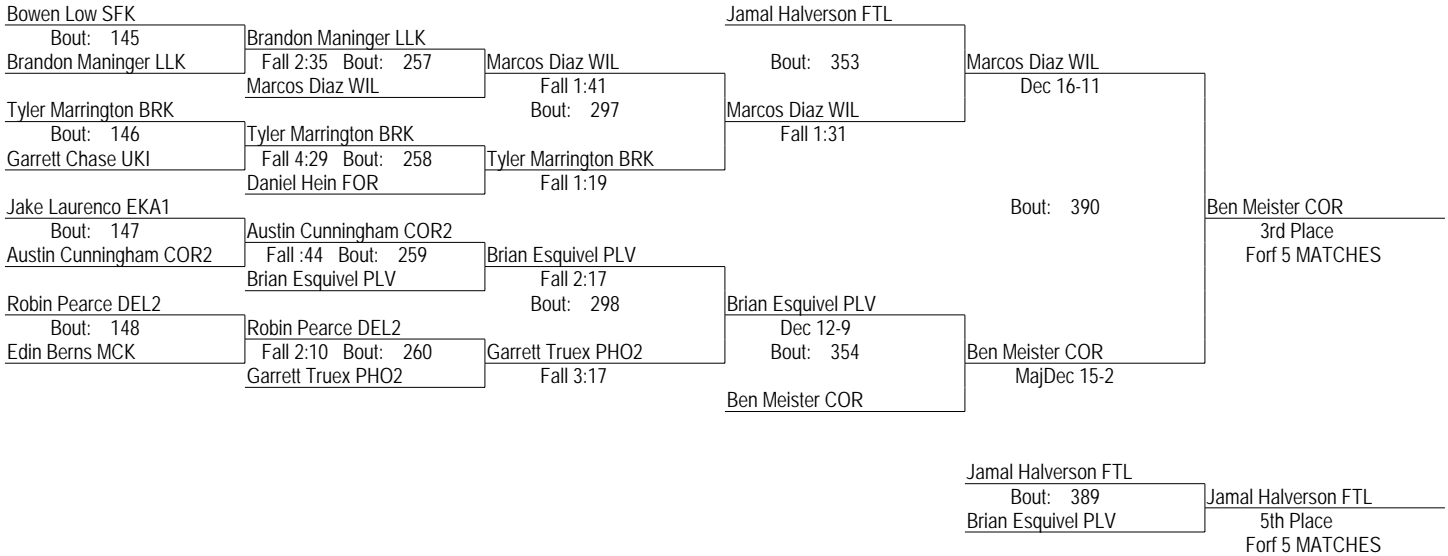 Bowen Low SFK
Bout: 145
Brandon Maninger LLK
Tyler Marrington BRK
Bout: 146
Garrett Chase UKI
Jake Laurenco EKA1
Bout: 147
Austin Cunningham COR2
Robin Pearce DEL2
Bout: 148
Edin Berns MCK
Brandon Maninger LLK
Fall 2:35 Bout: 257
Marcos Diaz WIL
Tyler Marrington BRK
Fall 4:29 Bout: 258
Daniel Hein FOR
Austin Cunningham COR2
Fall :44 Bout: 259
Brian Esquivel PLV
Robin Pearce DEL2
Fall 2:10 Bout: 260
Garrett Truex PHO2
Marcos Diaz WIL
Fall 1:41
Bout: 297
Tyler Marrington BRK
Fall 1:19
Brian Esquivel PLV
Fall 2:17
Bout: 298
Garrett Truex PHO2
Fall 3:17
Jamal Halverson FTL
Bout: 353
Marcos Diaz WIL
Fall 1:31
Brian Esquivel PLV
Dec 12-9
Bout: 354
Ben Meister COR
Marcos Diaz WIL
Dec 16-11
Bout: 390
Ben Meister COR
MajDec 15-2
Ben Meister COR
3rd Place
Forf 5 MATCHES
Jamal Halverson FTL
Bout: 389
Brian Esquivel PLV
Jamal Halverson FTL
5th Place
Forf 5 MATCHES